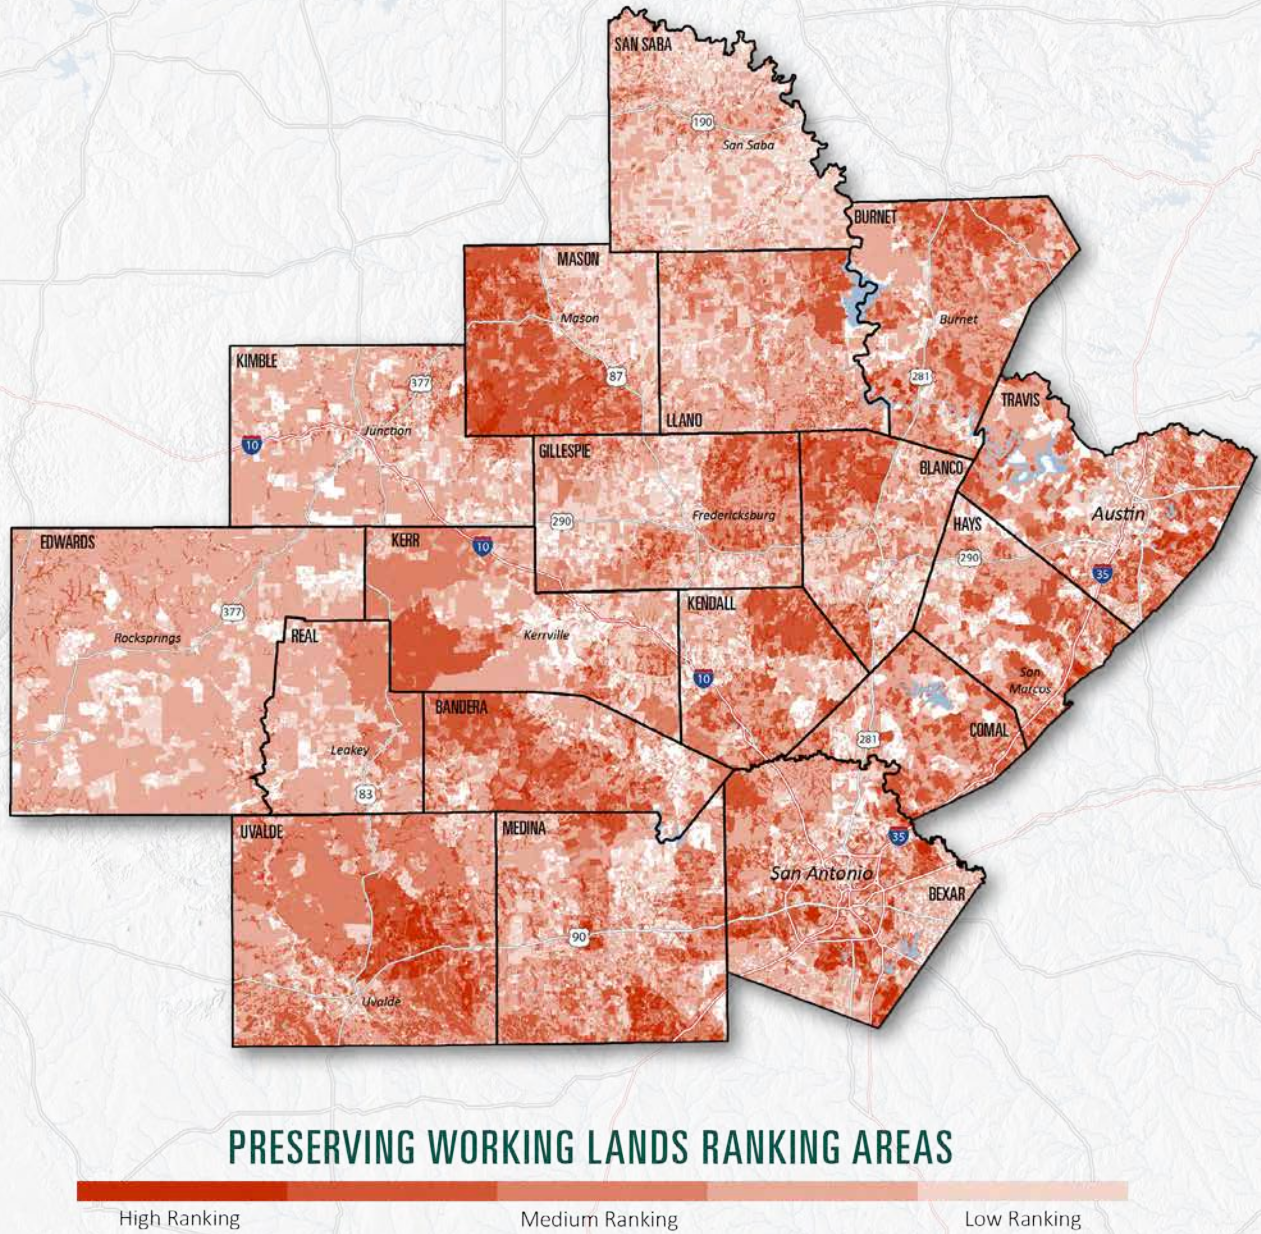 SAN SABA
190
San Saba
BURNET
MASON
Mason
Burnet
KIMBLE
377
87
281
TRAVIS
LLANO
Junction
10
GILLESPIE
BLANCO
290
Fredericksburg
Austin
HAYS
EDWARDS
KERR
10
290
35
377
KENDALL
Rocksprings
REAL
Kerrville
10
San
Marcos
BANDERA
COMAL
281
Leakey
83
UVALDE
MEDINA
35
San Antonio
BEXAR
90
Uvalde
PRESERVING WORKING LANDS RANKING AREAS
High Ranking
Medium Ranking
Low Ranking